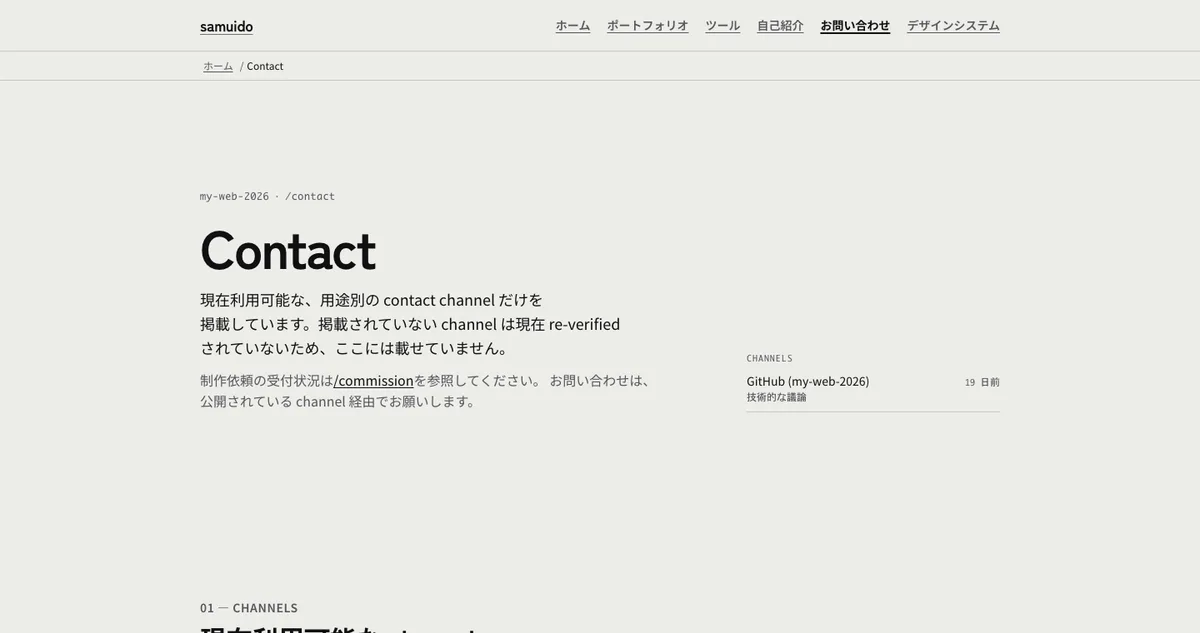 samuido
ホーム ポートフォリオ ツール 自己紹介 お問い合わせ デザインシステム
ホーム / Contact
my-web-2026 · /contact
Contact
現在利用可能な、用途別の contact channel だけを
掲載しています。掲載されていない channel は現在 re-verified
されていないため、ここには載せていません。
制作依頼の受付状況は/commissionを参照してください。 お問い合わせは、
公開されている channel 経由でお願いします。
CHANNELS
GitHub (my-web-2026) 19 日前
技術的な議論
01 — CHANNELS